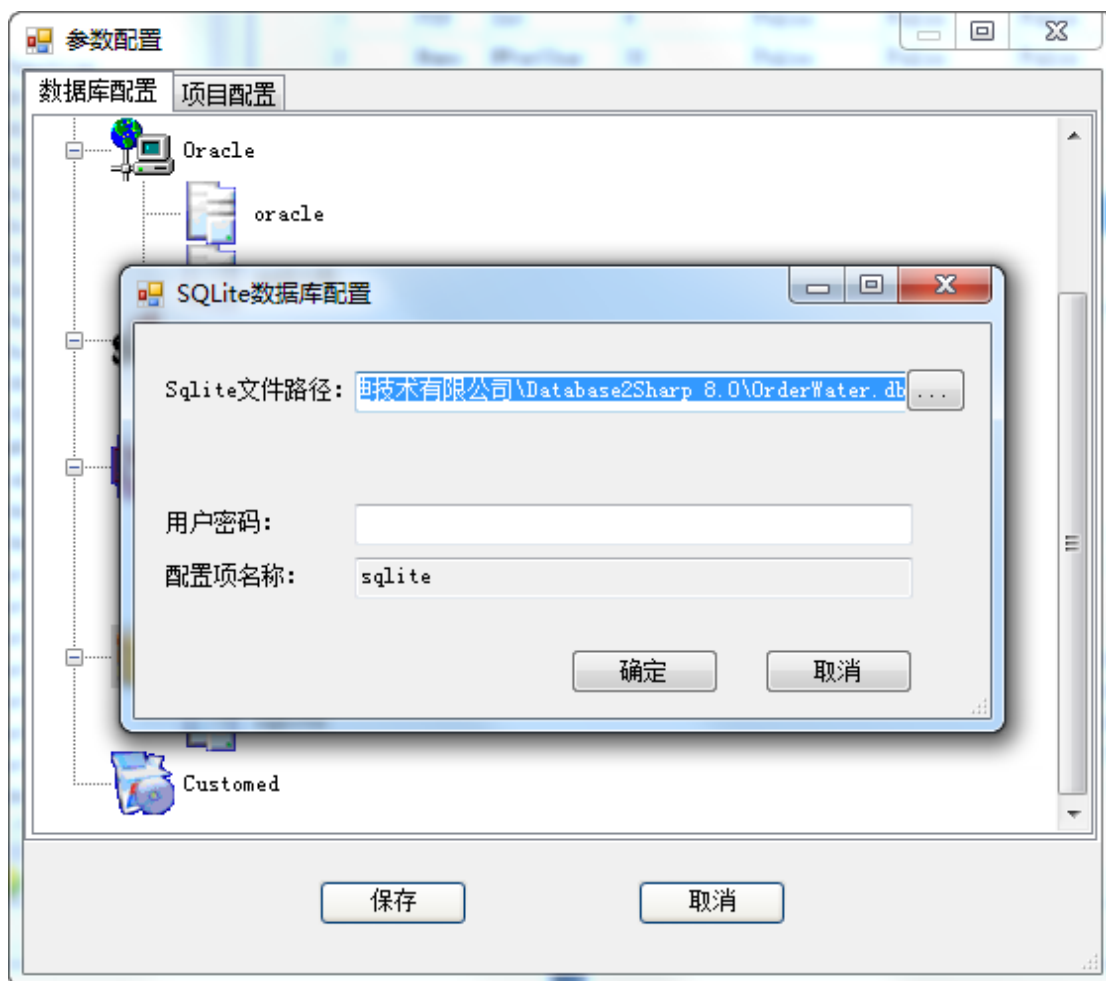 参数配置
数据库配置 项目配置
Oracle
oracle
SQLite数据库配置
Sqlite文件路径: 技术有限公司\Database2Sharp 8.0\OrderWater.db ...
用户密码:
配置项名称: sqlite
确定 取消
Customed
保存 取消